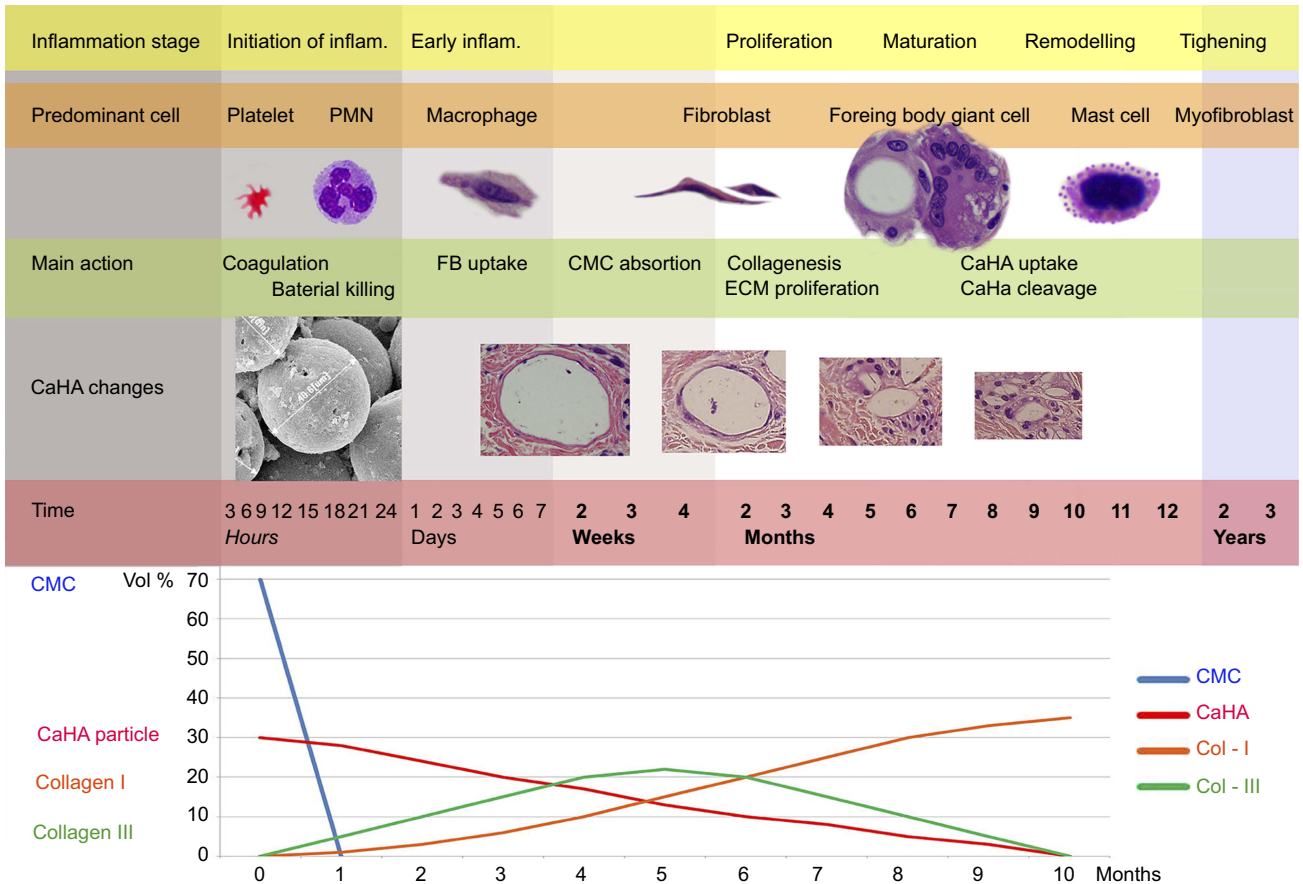 Inflammation stage Initiation of inflam. Early inflam. Proliferation Maturation Remodelling Tighening
Predominant cell Platelet PMN Macrophage Fibroblast Foreing body giant cell Mast cell Myofibroblast
Main action Coagulation FB uptake CMC absortion Collagenesis CaHA uptake
Baterial killing ECM proliferation CaHa cleavage
CaHA changes
40.6[um]
Time 3 6 9 12 15 18 21 24 1 2 3 4 5 6 7 2 3 4 2 3 4 5 6 7 8 9 10 11 12 2 3
Hours Days Weeks Months Years
CMC Vol % 70
60
50
40
CaHA particle 30
Collagen I 20
10
Collagen III
0
0 1 2 3 4 5 6 7 8 9 10 Months
CMC
CaHA
Col - I
Col - III